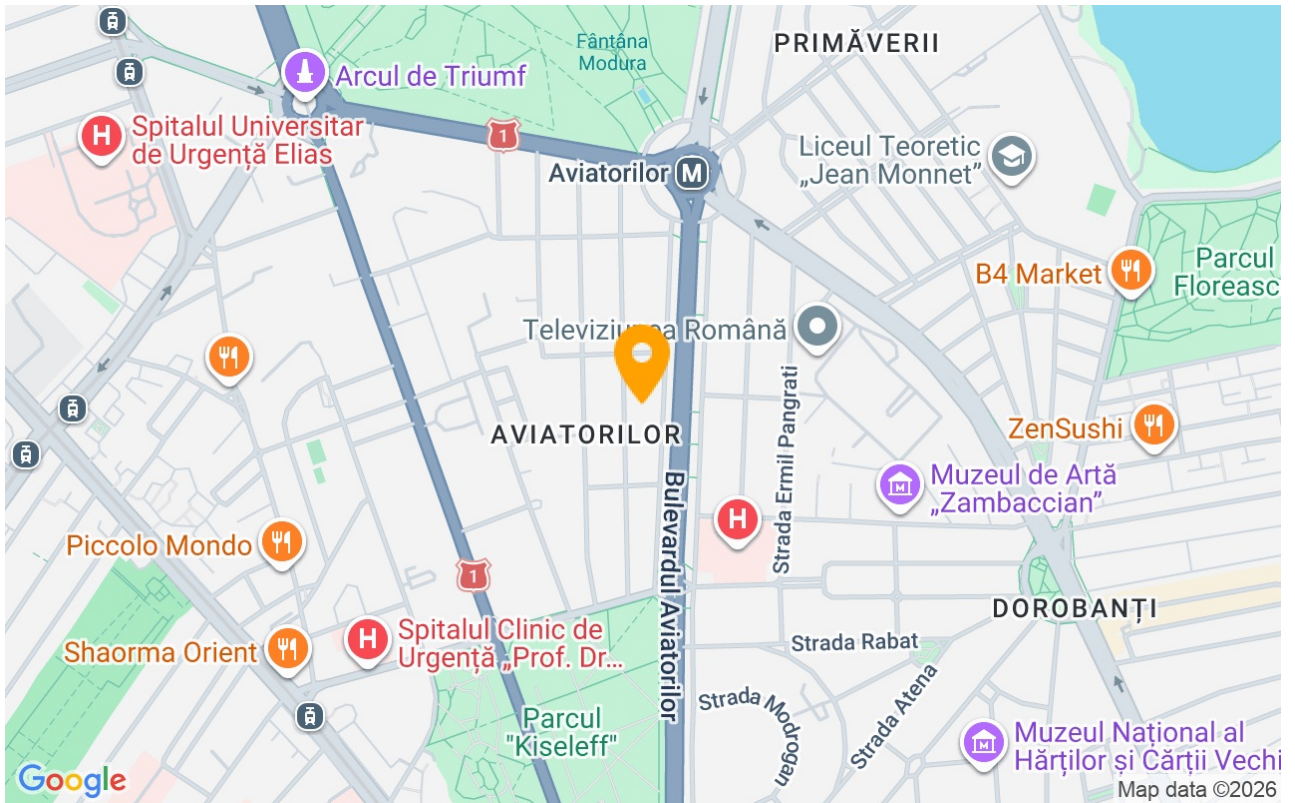 Fântâna
Modura
PRIMĂVERII
Arcul de Triumf
Spitalul Universitar
de Urgență Elias
1
Aviatorilor
M
Liceul Teoretic
„Jean Monnet”
H
B4 Market
Parcul
Floreasc
Televiziunea Română
AVIATORILOR
Strada Ermil Pangrati
ZenSushi
Muzeul de Artă
„Zambaccian”
Bulevardul Aviatorilor
H
Piccolo Mondo
1
DOROBANȚI
Shaorma Orient
H
Spitalul Clinic de
Urgență „Prof. Dr...
Strada Rabat
Strada Atena
Strada Modrogan
Parcul
"Kiseleff"
Muzeul Național al
Hărților și Cărții Vechi
Google
Map data ©2026